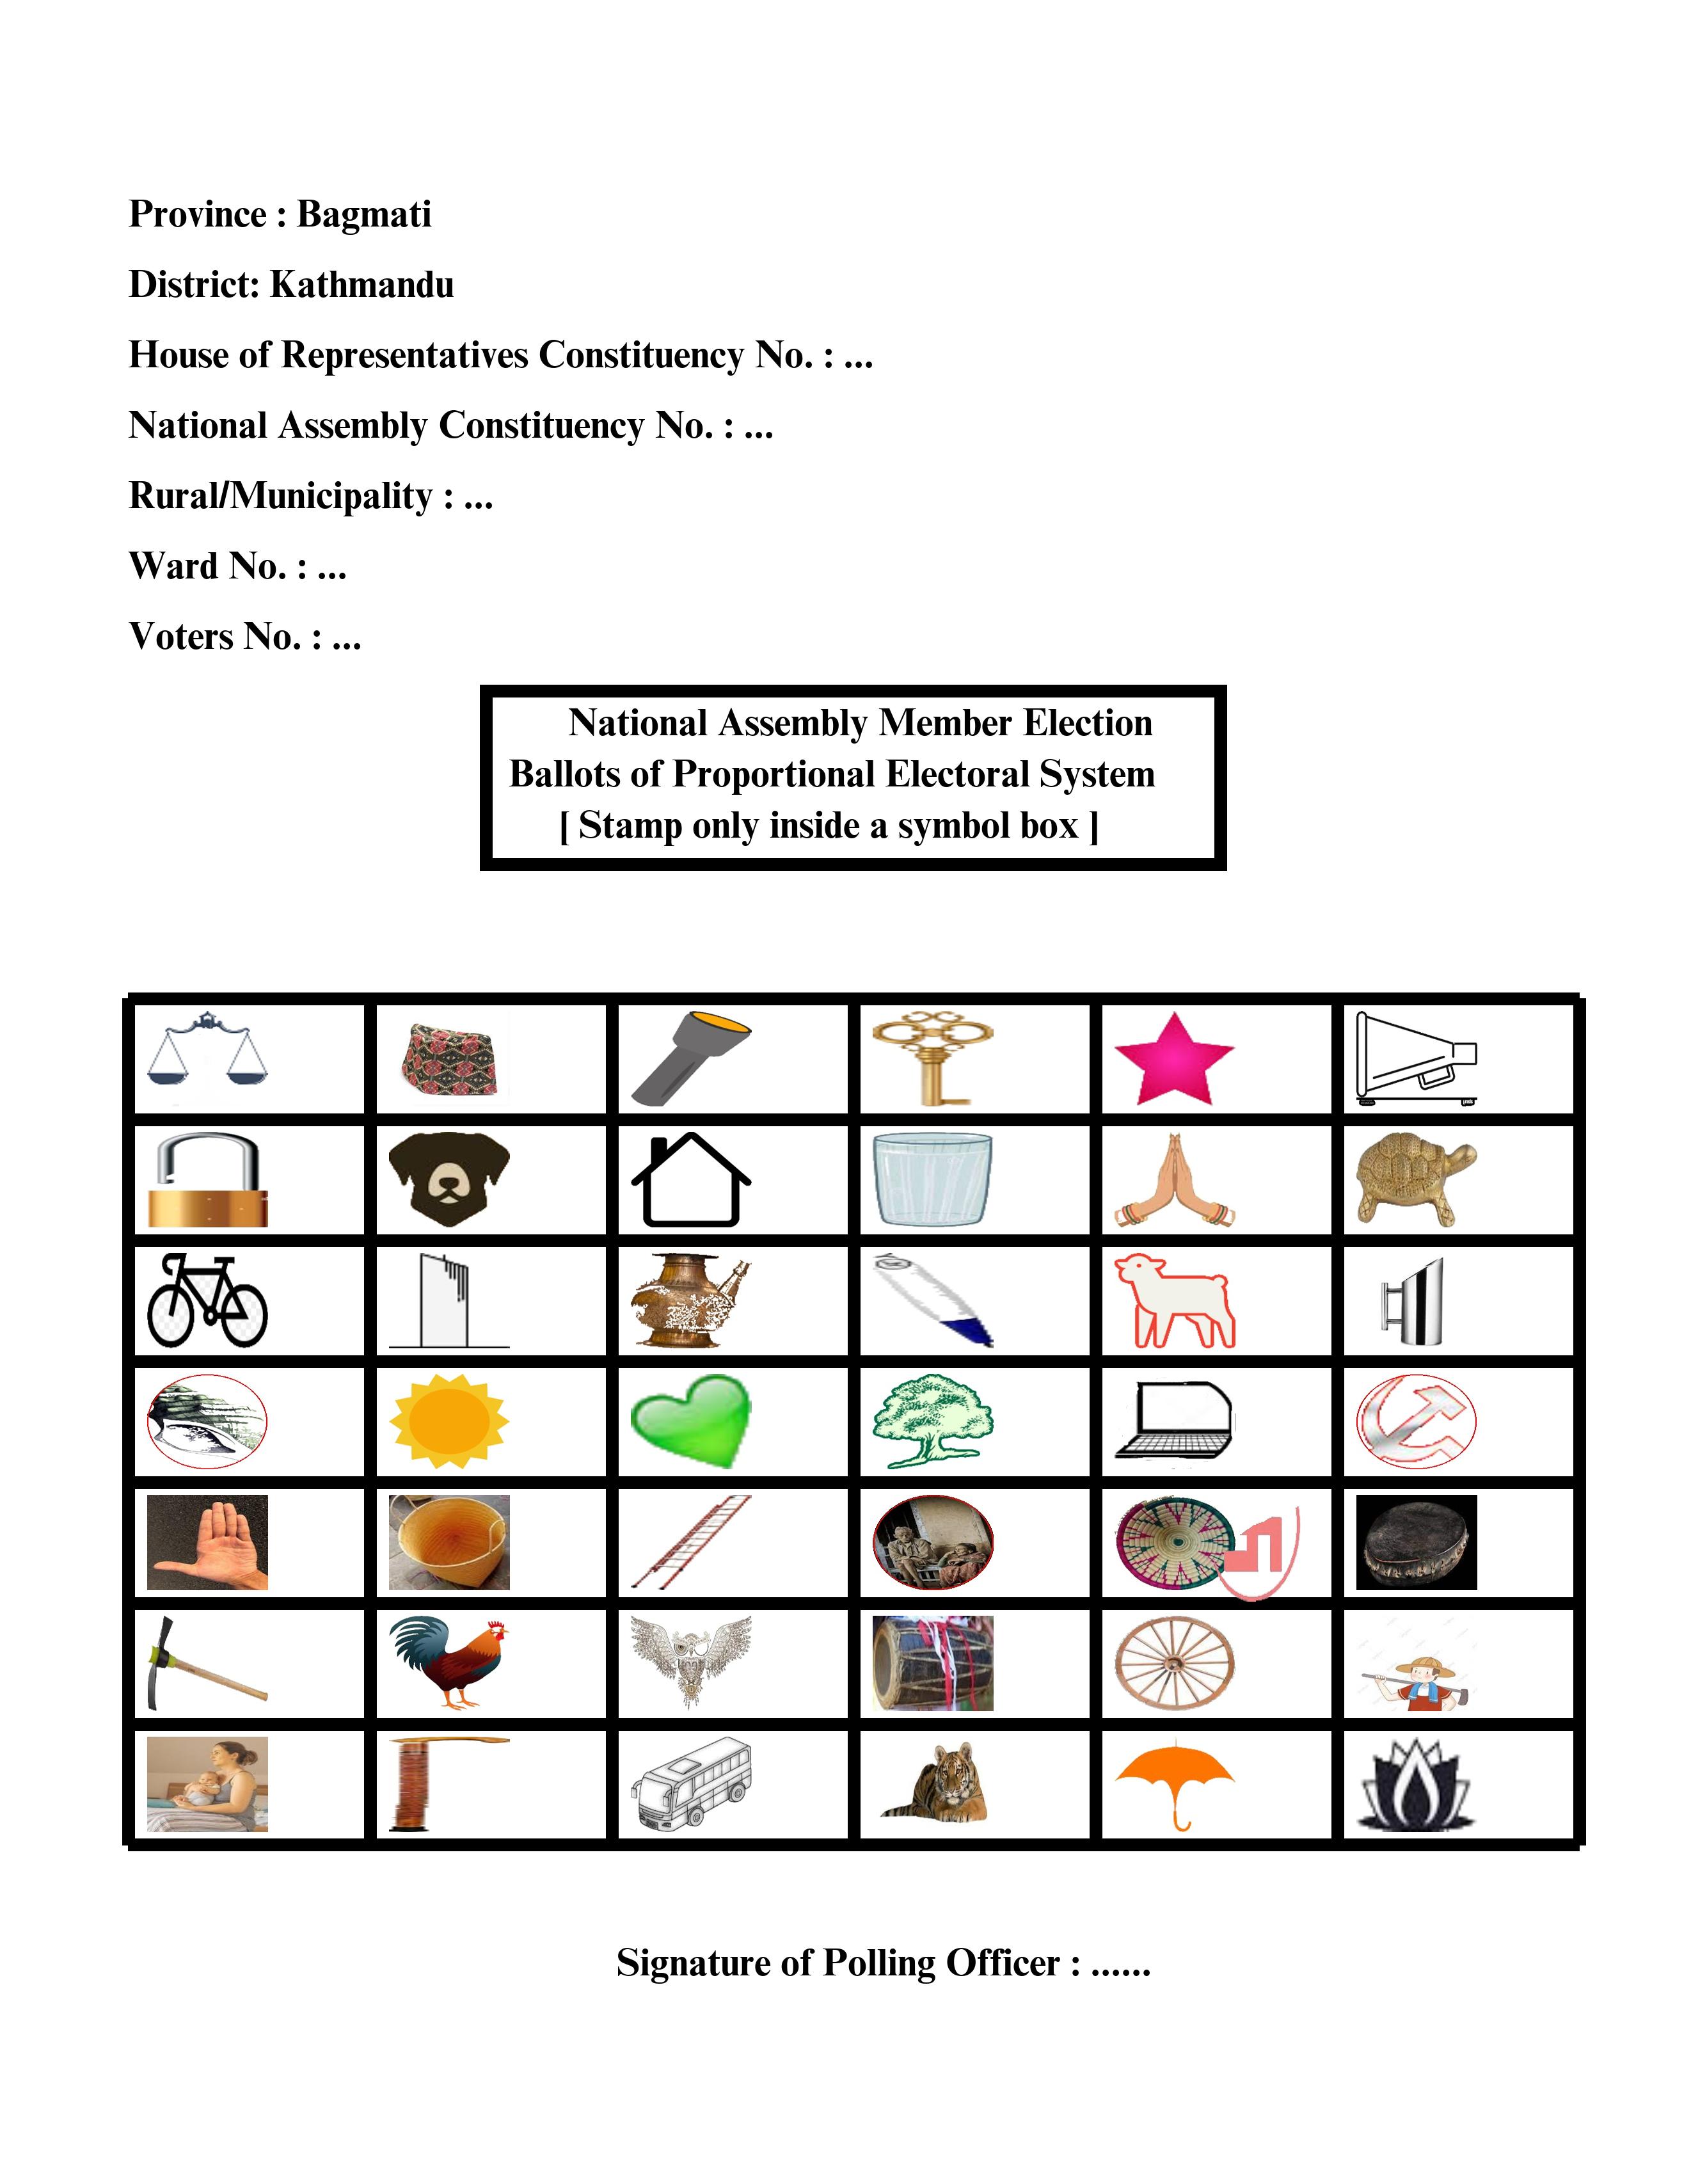 Province : Bagmati
District: Kathmandu
House of Representatives Constituency No. : ...
National Assembly Constituency No. : ...
Rural/Municipality : ...
Ward No. : ...
Voters No. : ...
National Assembly Member Election
Ballots of Proportional Electoral System
[ Stamp only inside a symbol box ]
Signature of Polling Officer : ......